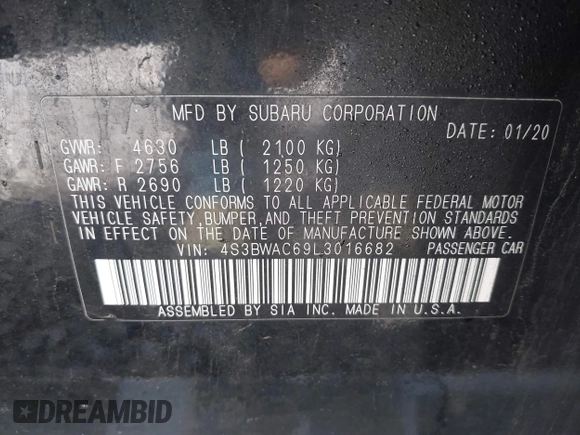 MFD BY SUBARU CORPORATION
DATE: 01/20
GVWR: 4630 LB ( 2100 KG)
GAWR: F 2756 LB ( 1250 KG)
GAWR: R 2690 LB ( 1220 KG)
THIS VEHICLE CONFORMS TO ALL APPLICABLE FEDERAL MOTOR
VEHICLE SAFETY,BUMPER,AND THEFT PREVENTION STANDARDS
IN EFFECT ON THE DATE OF MANUFACTURE SHOWN ABOVE.
VIN: 4S3BWAC69L3016682 PASSENGER CAR
ASSEMBLED BY SIA INC. MADE IN U.S.A.
DREAMBID